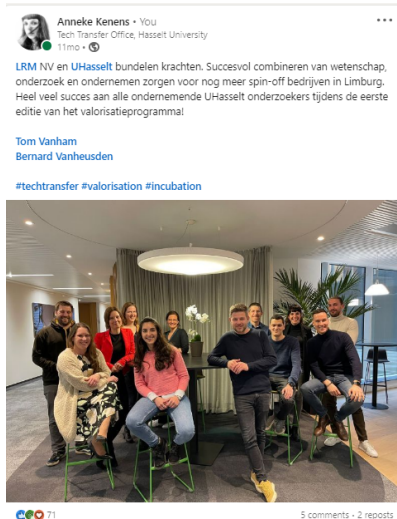 Anneke Kenens • You
Tech Transfer Office, Hasselt University
11mo •
LRM NV en UHasselt bundelen krachten. Succesvol combineren van wetenschap,
onderzoek en ondernemen zorgen voor nog meer spin-off bedrijven in Limburg.
Heel veel succes aan alle ondernemende UHasselt onderzoekers tijdens de eerste
editie van het valorisatieprogramma!
Tom Vanham
Bernard Vanheusden
#techtransfer #valorisation #incubation
71
5 comments • 2 reposts